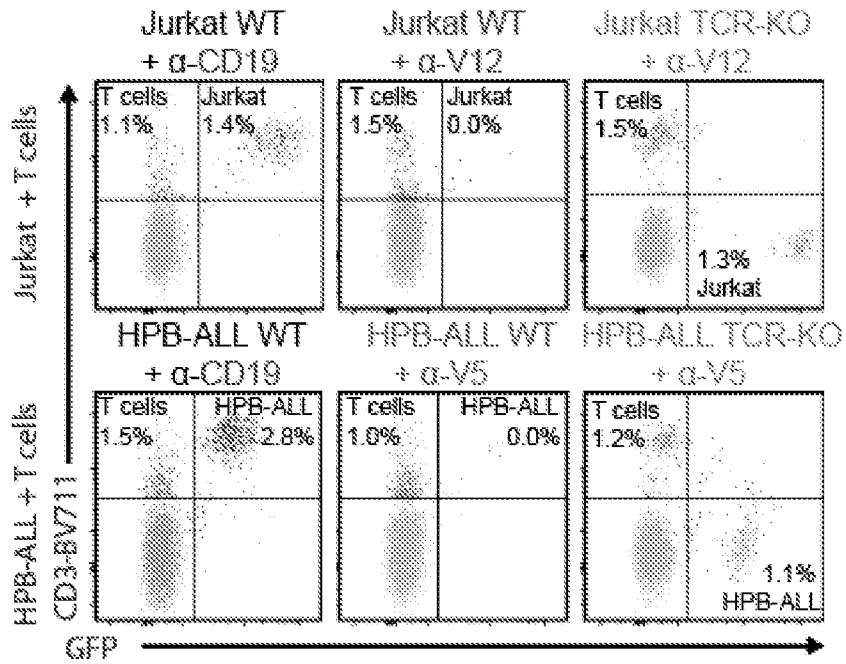 Jurkat WT
+ α-CD19
Jurkat WT
+ α-V12
Jurkat TCR-KO
+ α-V12
Jurkat + T cells
T cells
1.1%
Jurkat
1.4%
T cells
1.5%
Jurkat
0.0%
T cells
1.5%
1.3%
Jurkat
HPB-ALL WT
+ α-CD19
HPB-ALL WT
+ α-V5
HPB-ALL TCR-KO
+ α-V5
HPB-ALL + T cells
CD3-BV711
T cells
1.5%
HPB-ALL
2.8%
T cells
1.0%
HPB-ALL
0.0%
T cells
1.2%
1.1%
HPB-ALL
GFP